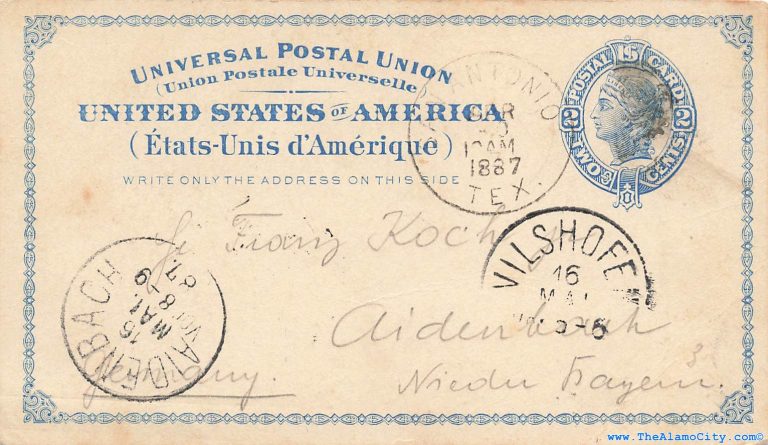 UNIVERSAL POSTAL UNION
(Union Postale Universelle)
UNITED STATES OF AMERICA
(États-Unis d'Amérique)
WRITE ONLY THE ADDRESS ON THIS SIDE
POSTAL 15 CARD
2 2
TWO CENTS
ANTONIO
10AM
1887
TEX.
Franz Koch
VILSHOFEN
16
MAI
AIDENBACH
16
MAI
87.
Aidenbach
Germany.
Nieder Bayern
www.TheAlamoCity.com©